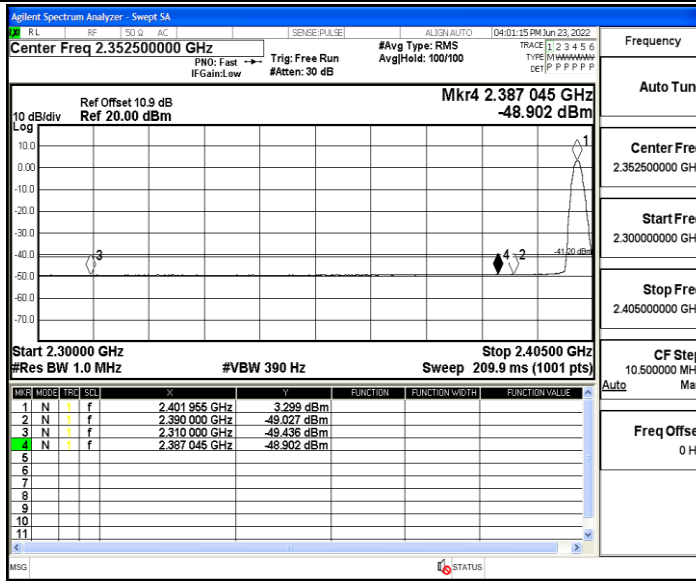 Agilent Spectrum Analyzer - Swept SA
RL RF 50 Ω AC SENSE:PULSE ALIGN AUTO 04:01:15 PM Jun 23, 2022
Center Freq 2.352500000 GHz
PNO: Fast
IFGain:Low
Trig: Free Run
#Atten: 30 dB
#Avg Type: RMS
Avg|Hold: 100/100
TRACE 1 2 3 4 5 6
TYPE M WWWWW
DET P P P P P P
Mkr4 2.387 045 GHz
-48.902 dBm
Ref Offset 10.9 dB
10 dB/div Ref 20.00 dBm
Log
10.0
0.00
-10.0
-20.0
-30.0
-40.0
-50.0
-60.0
-70.0
1
3
4 2
-41.20 dBm
Start 2.30000 GHz Stop 2.40500 GHz
#Res BW 1.0 MHz #VBW 390 Hz Sweep 209.9 ms (1001 pts)
MKR MODE TRC SCL X Y FUNCTION FUNCTION WIDTH FUNCTION VALUE
1 N 1 f 2.401 955 GHz 3.299 dBm
2 N 1 f 2.390 000 GHz -49.027 dBm
3 N 1 f 2.310 000 GHz -49.436 dBm
4 N 1 f 2.387 045 GHz -48.902 dBm
5
6
7
8
9
10
11
MSG STATUS
Frequency
Auto Tun
Center Fre
2.352500000 GH
Start Fre
2.300000000 GH
Stop Fre
2.405000000 GH
CF Step
10.500000 MH
Auto Ma
Freq Offse
0 H